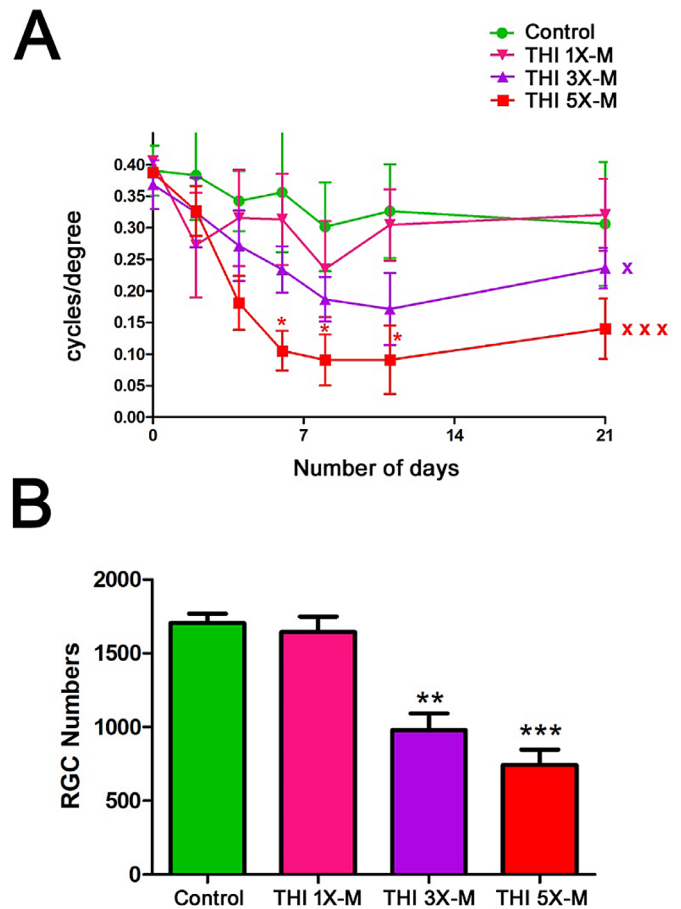 A
Control
THI 1X-M
THI 3X-M
THI 5X-M
0.40
0.35
0.30
0.25
0.20
0.15
0.10
0.05
0.00
cycles/degree
* * *
x
x x x
0 7 14 21
Number of days
B
2000
1500
1000
500
0
RGC Numbers
**
***
Control THI 1X-M THI 3X-M THI 5X-M